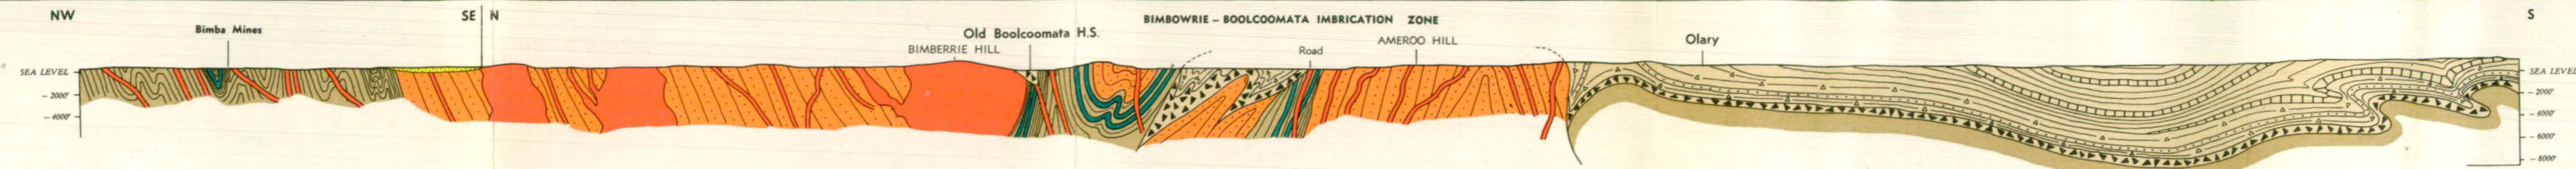 NW
SE N
S
BIMBOWRIE – BOOLCOOMATA IMBRICATION ZONE
Bimba Mines
Old Boolcoomata H.S.
BIMBERRIE HILL
Road
AMEROO HILL
Olary
SEA LEVEL
– 2000'
– 4000'
SEA LEVEL
– 2000'
– 4000'
– 6000'
– 8000'